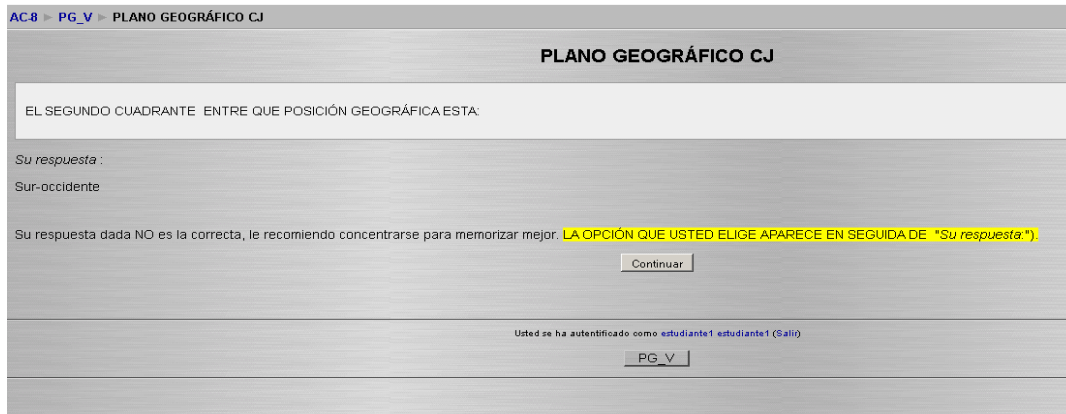 AC-8 ► PG_V ► PLANO GEOGRÁFICO CJ
PLANO GEOGRÁFICO CJ
EL SEGUNDO CUADRANTE ENTRE QUE POSICIÓN GEOGRÁFICA ESTA:
Su respuesta :
Sur-occidente
Su respuesta dada NO es la correcta, le recomiendo concentrarse para memorizar mejor. LA OPCIÓN QUE USTED ELIGE APARECE EN SEGUIDA DE "Su respuesta:").
Continuar
Usted se ha autentificado como estudiante1 estudiante1 (Salir)
PG_V